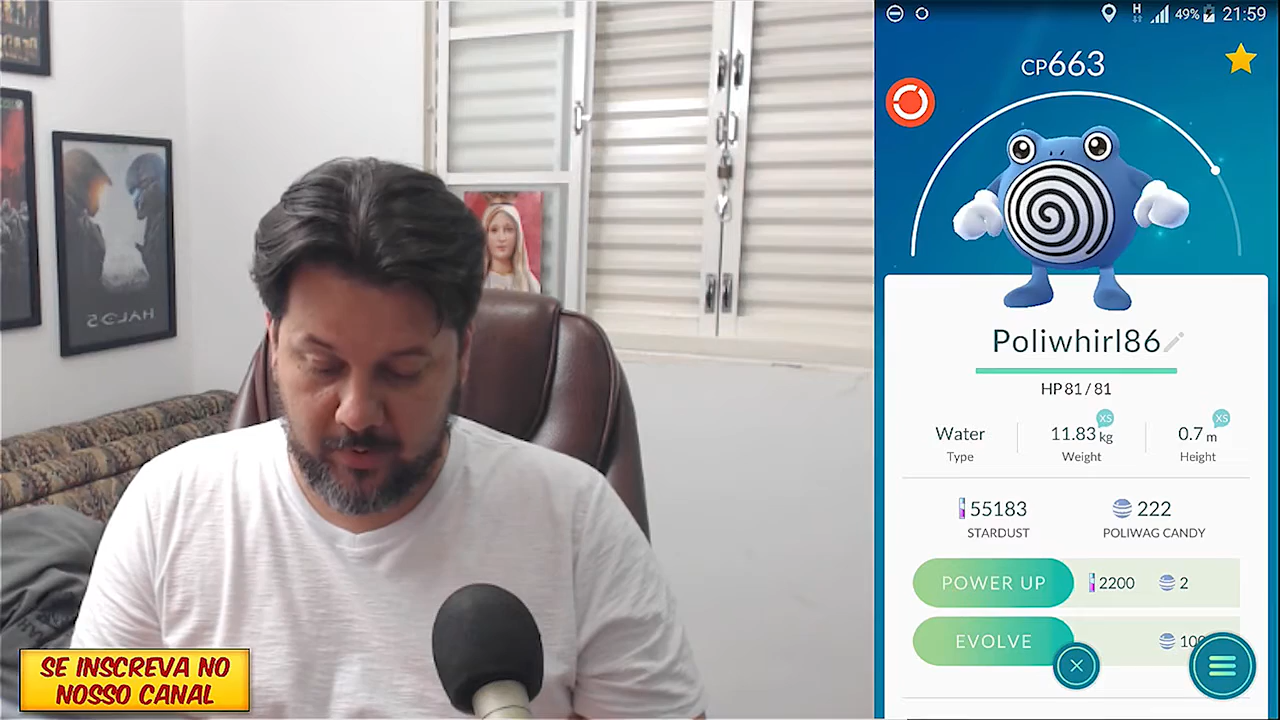 HALO 5
SE INSCREVA NO
NOSSO CANAL
49% 21:59
CP663
Poliwhirl86
HP 81 / 81
XS XS
Water 11.83 kg 0.7 m
Type Weight Height
55183 222
STARDUST POLIWAG CANDY
POWER UP 2200 2
EVOLVE